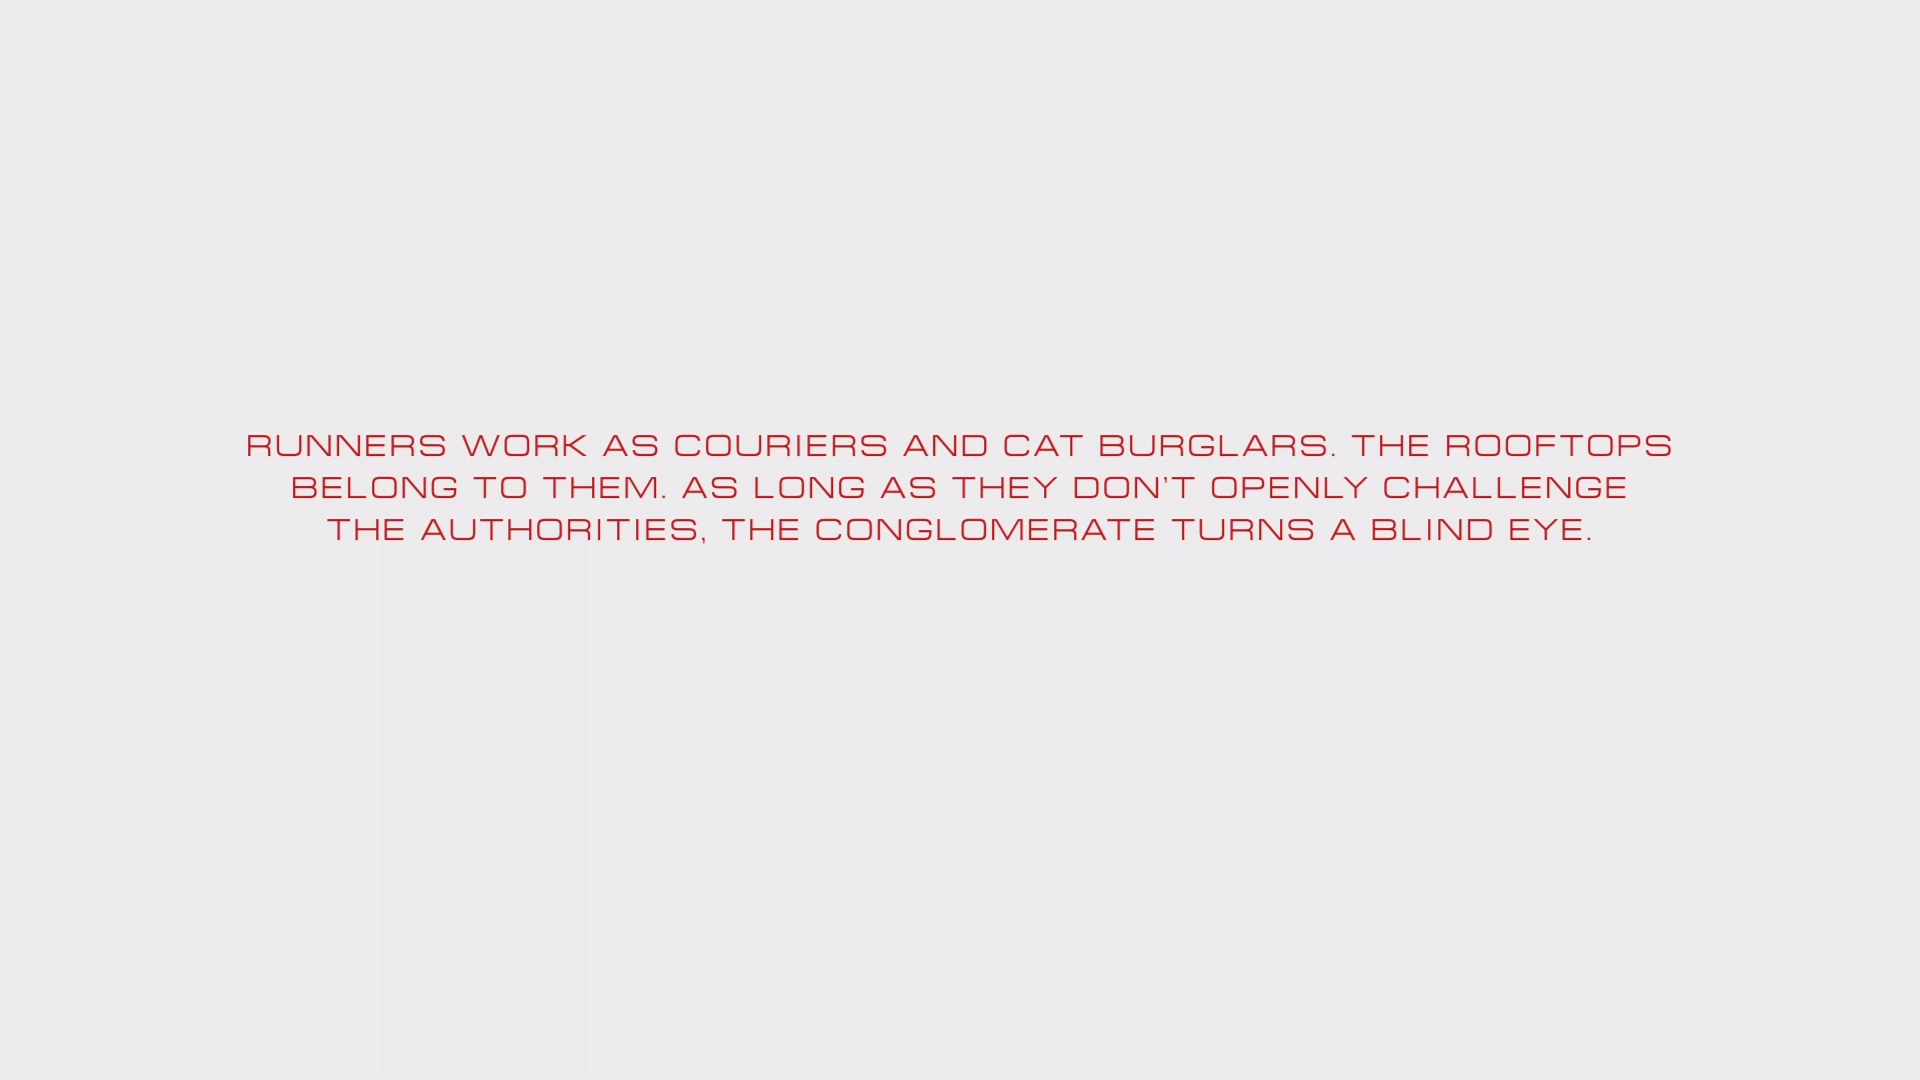 RUNNERS WORK AS COURIERS AND CAT BURGLARS. THE ROOFTOPS
BELONG TO THEM. AS LONG AS THEY DON'T OPENLY CHALLENGE
THE AUTHORITIES, THE CONGLOMERATE TURNS A BLIND EYE.